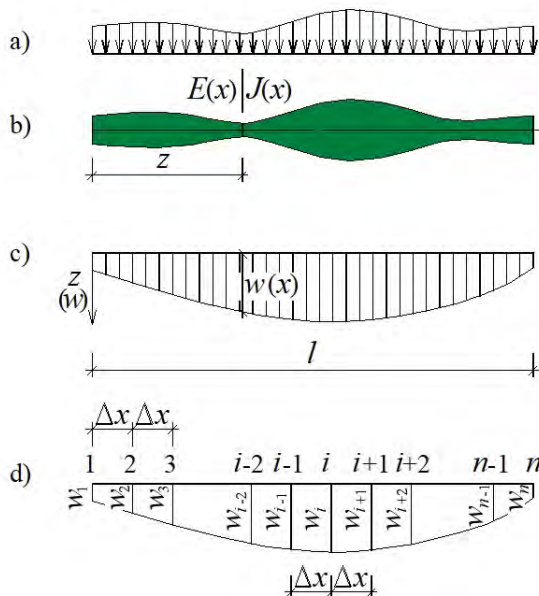 a)
E(x) J(x)
b)
z
c)
z
(w)
w(x)
l
Δx Δx
1 2 3 i-2 i-1 i i+1 i+2 n-1 n
d)
w₁ w₂ w₃ wᵢ₋₂ wᵢ₋₁ wᵢ wᵢ₊₁ wᵢ₊₂ wₙ₋₁ wₙ
Δx Δx